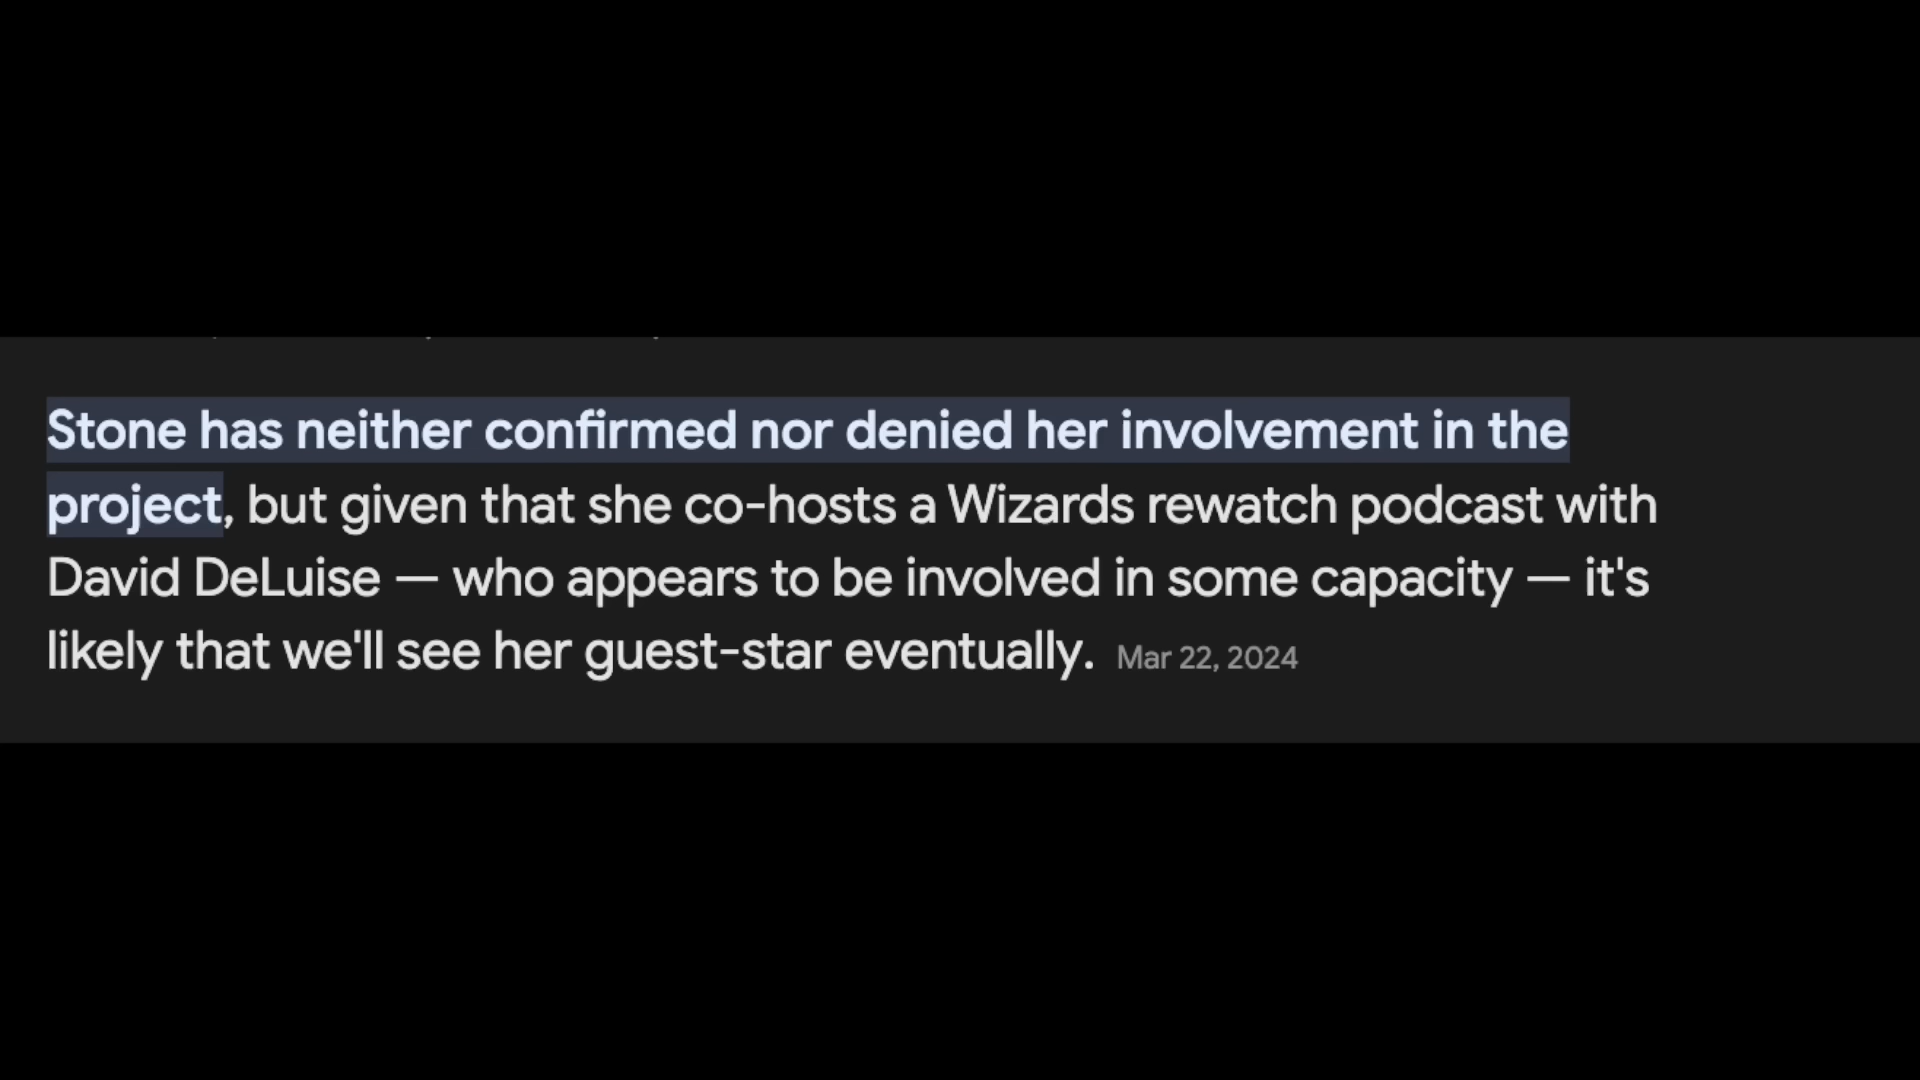 Stone has neither confirmed nor denied her involvement in the
project, but given that she co-hosts a Wizards rewatch podcast with
David DeLuise — who appears to be involved in some capacity — it's
likely that we'll see her guest-star eventually. Mar 22, 2024